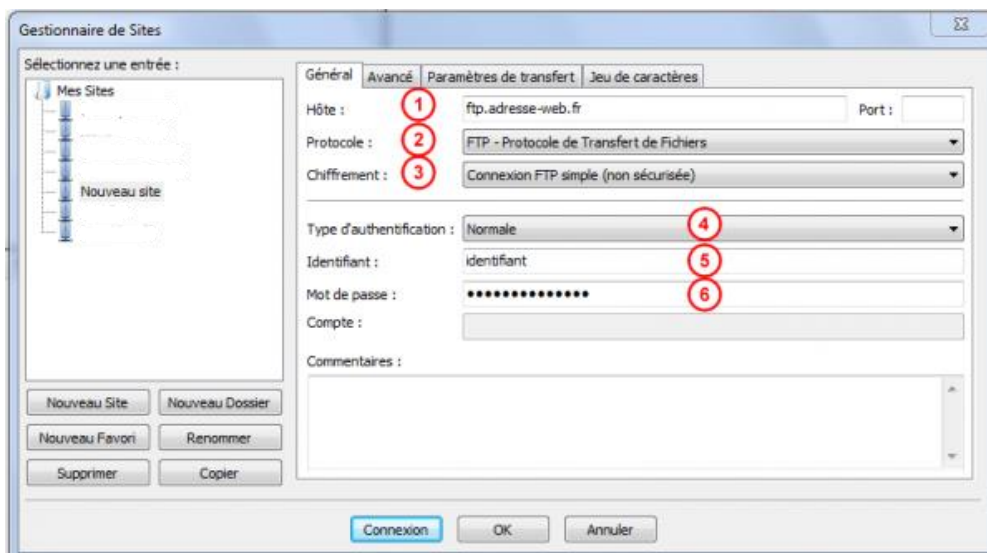 Gestionnaire de Sites
Sélectionnez une entrée :
Mes Sites
Nouveau site
Nouveau Site
Nouveau Dossier
Nouveau Favori
Renommer
Supprimer
Copier
Général Avancé Paramètres de transfert Jeu de caractères
Hôte : 1 ftp.adresse-web.fr Port :
Protocole : 2 FTP - Protocole de Transfert de Fichiers
Chiffrement : 3 Connexion FTP simple (non sécurisée)
Type d'authentification : Normale 4
Identifiant : identifiant 5
Mot de passe : ●●●●●●●●●●●●●● 6
Compte :
Commentaires :
Connexion OK Annuler